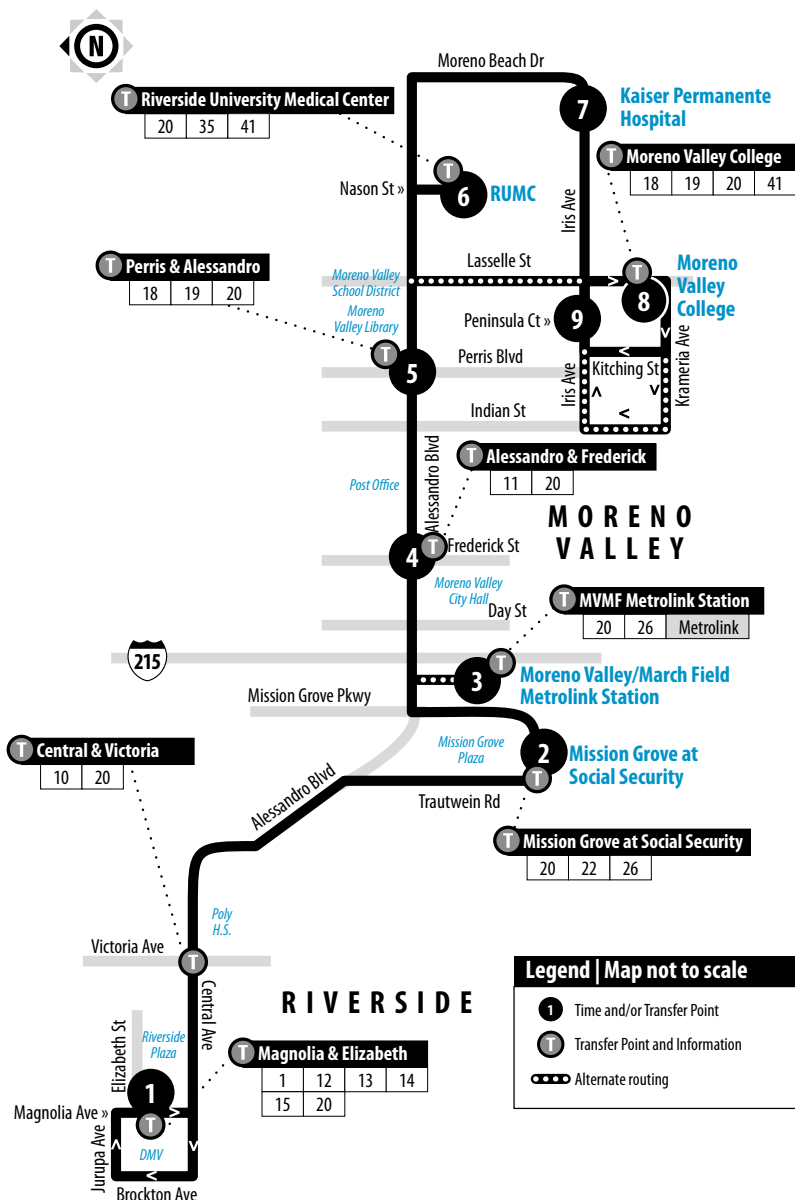 N
Moreno Beach Dr
T Riverside University Medical Center
20 35 41
7
Kaiser Permanente
Hospital
T Moreno Valley College
18 19 20 41
T
Nason St »
6
RUMC
Iris Ave
T Perris & Alessandro
18 19 20
Moreno Valley
School District
Lasselle St
>
T
8
Moreno
Valley
College
Moreno
Valley Library
Peninsula Ct »
9
T
5
Perris Blvd
Iris Ave
<
Kitching St
>
Krameria Ave
>
<
>
<
Indian St
T Alessandro & Frederick
11 20
Post Office
Alessandro Blvd
MORENO
VALLEY
4
T
Frederick St
Moreno Valley
City Hall
Day St
T MVMF Metrolink Station
20 26 Metrolink
215
T
3
Moreno Valley/March Field
Metrolink Station
Mission Grove Pkwy
Mission Grove
Plaza
2
T
Mission Grove at
Social Security
T Central & Victoria
10 20
Alessandro Blvd
Trautwein Rd
T Mission Grove at Social Security
20 22 26
Poly
H.S.
Victoria Ave
T
Central Ave
RIVERSIDE
Elizabeth St
Riverside
Plaza
T Magnolia & Elizabeth
1 12 13 14
15 20
1
Magnolia Ave »
>
T
Jurupa Ave
<
DMV
>
<
Brockton Ave
Legend | Map not to scale
1 Time and/or Transfer Point
T Transfer Point and Information
Alternate routing